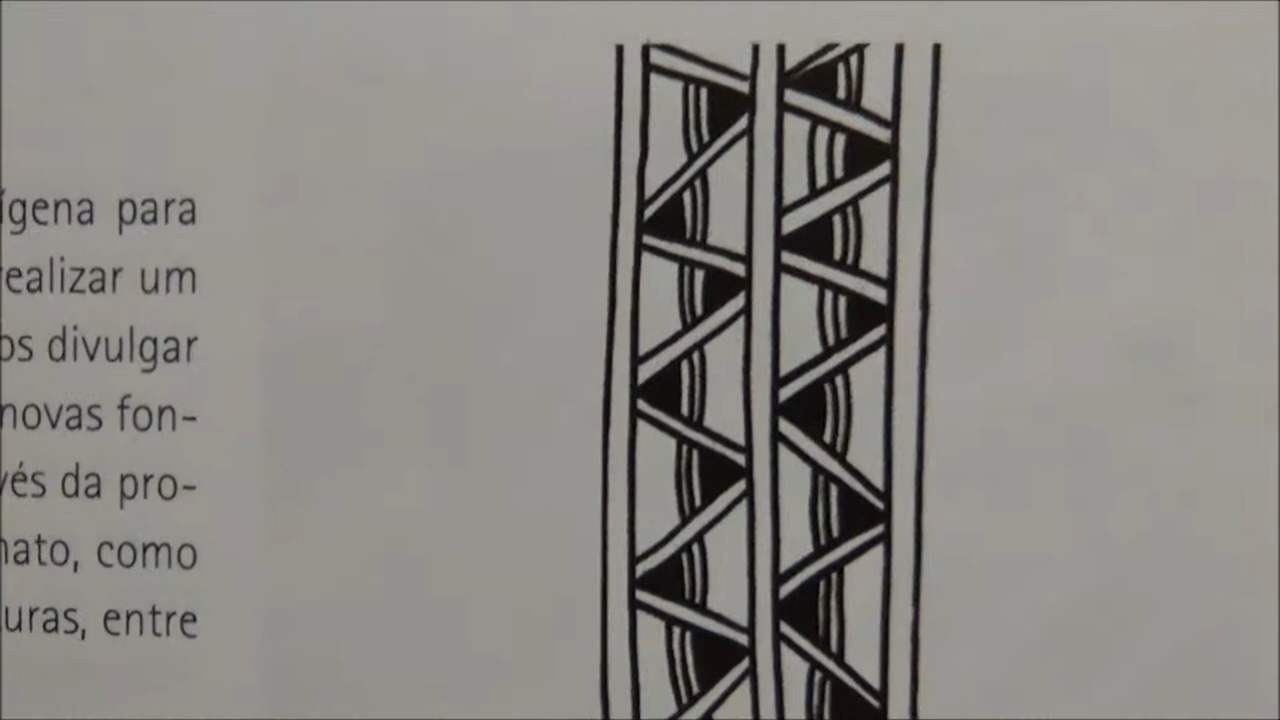 ígena para
realizar um
os divulgar
novas fon-
vés da pro-
nato, como
uras, entre